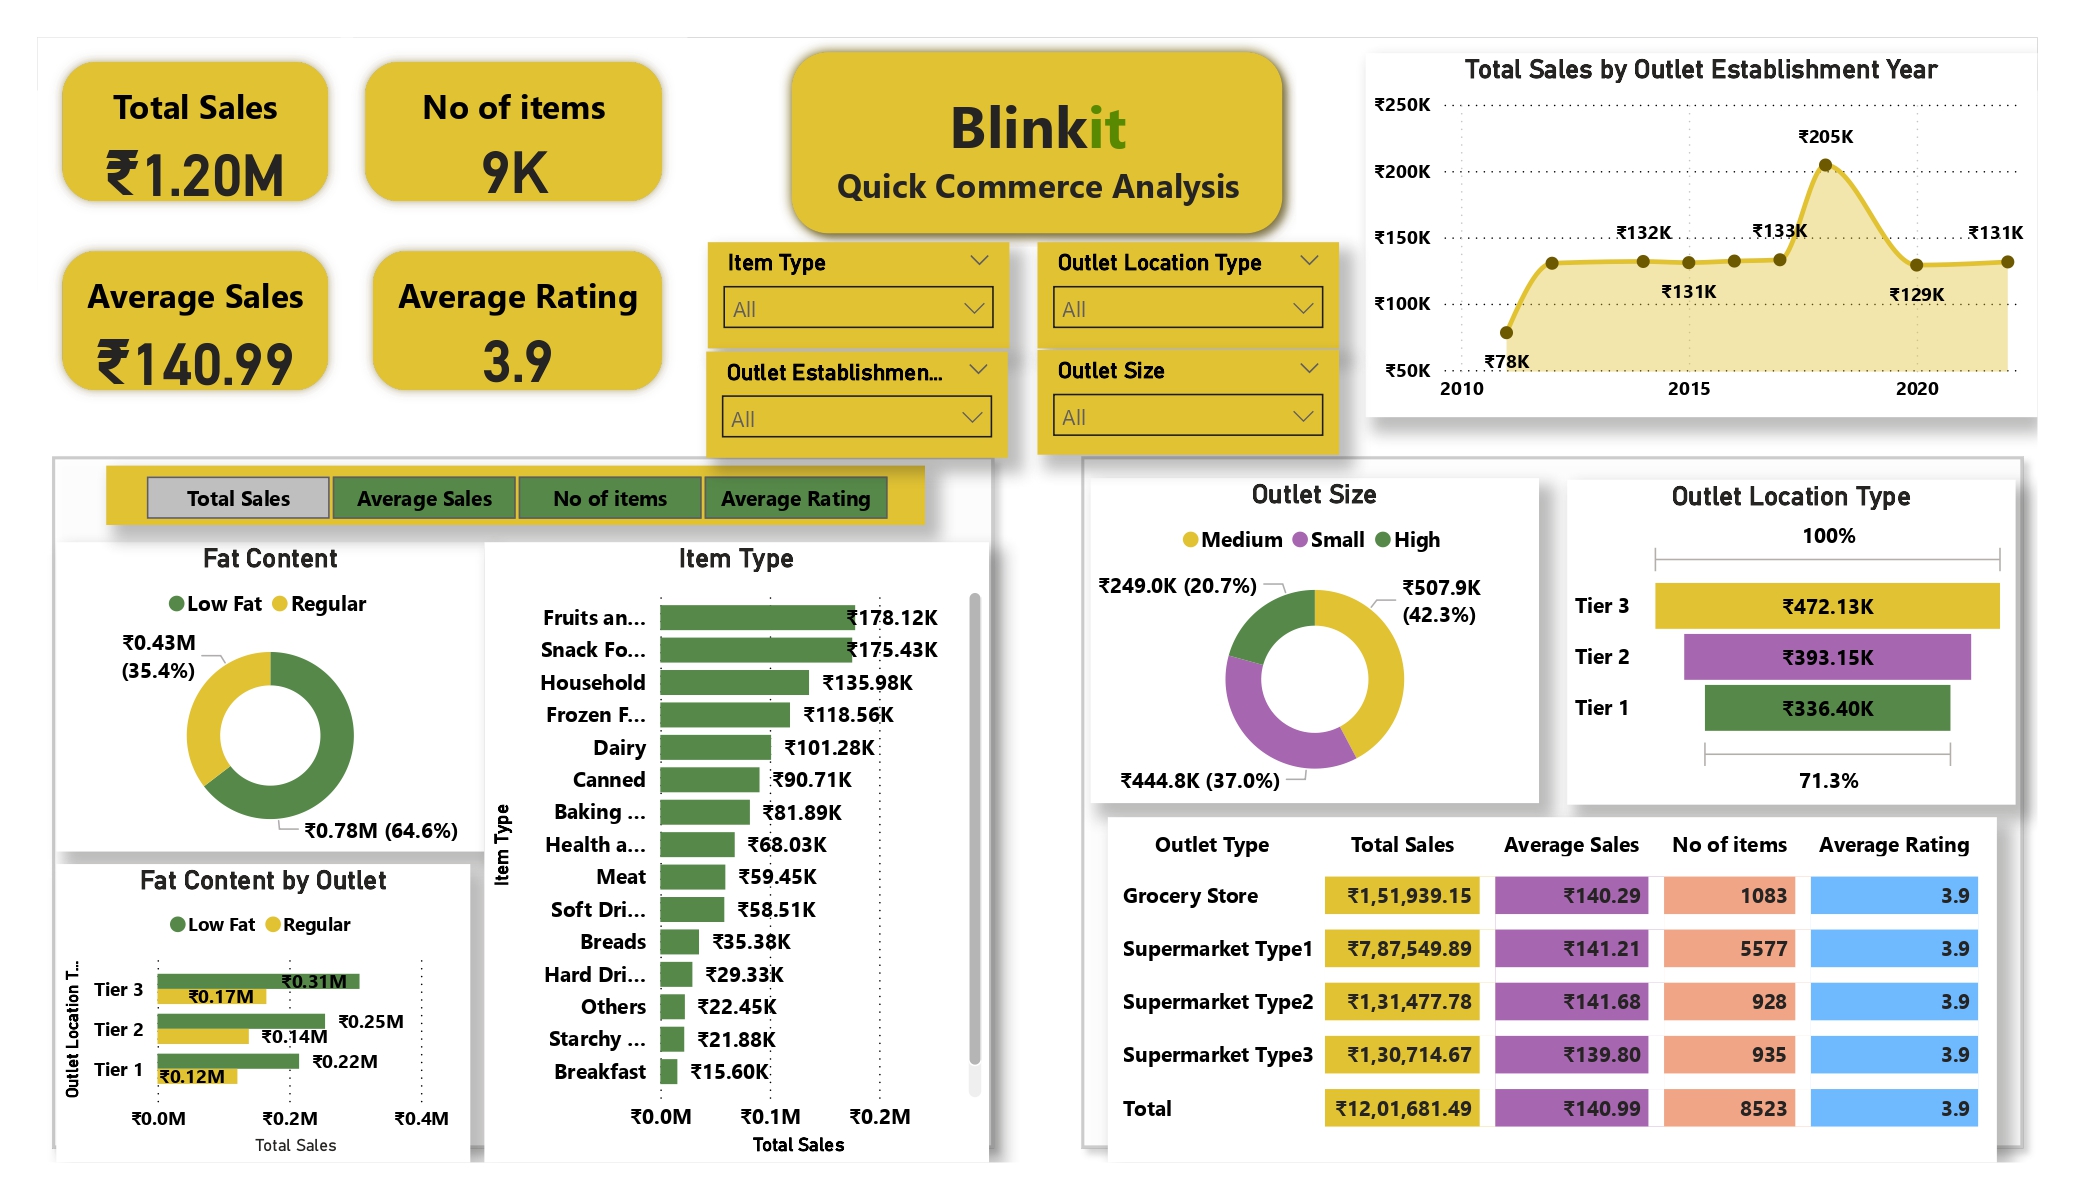 Total Sales
₹1.20M
No of items
9K
Average Sales
₹140.99
Average Rating
3.9
Blinkit
Quick Commerce Analysis
Item Type
All
Outlet Location Type
All
Outlet Establishmen...
All
Outlet Size
All
Total Sales by Outlet Establishment Year
₹250K
₹200K
₹150K
₹100K
₹50K
₹78K
₹132K
₹131K
₹133K
₹205K
₹129K
₹131K
2010
2015
2020
Total Sales
Average Sales
No of items
Average Rating
Fat Content
Low Fat
Regular
₹0.43M
(35.4%)
₹0.78M (64.6%)
Fat Content by Outlet
Low Fat
Regular
Outlet Location T...
Tier 3
₹0.31M
₹0.17M
Tier 2
₹0.25M
₹0.14M
Tier 1
₹0.22M
₹0.12M
₹0.0M
₹0.2M
₹0.4M
Total Sales
Item Type
Item Type
Fruits an... ₹178.12K
Snack Fo... ₹175.43K
Household ₹135.98K
Frozen F... ₹118.56K
Dairy ₹101.28K
Canned ₹90.71K
Baking ... ₹81.89K
Health a... ₹68.03K
Meat ₹59.45K
Soft Dri... ₹58.51K
Breads ₹35.38K
Hard Dri... ₹29.33K
Others ₹22.45K
Starchy ... ₹21.88K
Breakfast ₹15.60K
₹0.0M
₹0.1M
₹0.2M
Total Sales
Outlet Size
Medium
Small
High
₹249.0K (20.7%)
₹507.9K
(42.3%)
₹444.8K (37.0%)
Outlet Location Type
100%
Tier 3 ₹472.13K
Tier 2 ₹393.15K
Tier 1 ₹336.40K
71.3%
Outlet Type Total Sales Average Sales No of items Average Rating
Grocery Store ₹1,51,939.15 ₹140.29 1083 3.9
Supermarket Type1 ₹7,87,549.89 ₹141.21 5577 3.9
Supermarket Type2 ₹1,31,477.78 ₹141.68 928 3.9
Supermarket Type3 ₹1,30,714.67 ₹139.80 935 3.9
Total ₹12,01,681.49 ₹140.99 8523 3.9